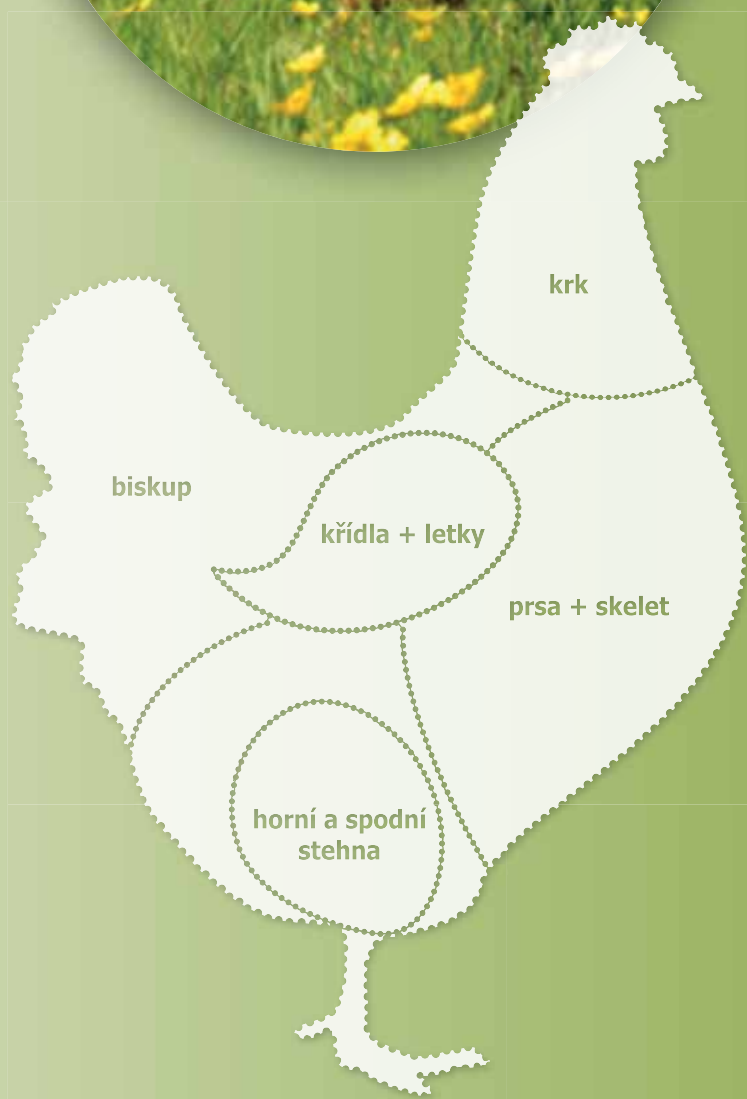 krk
biskup
křídla + letky
prsa + skelet
horní a spodní
stehna